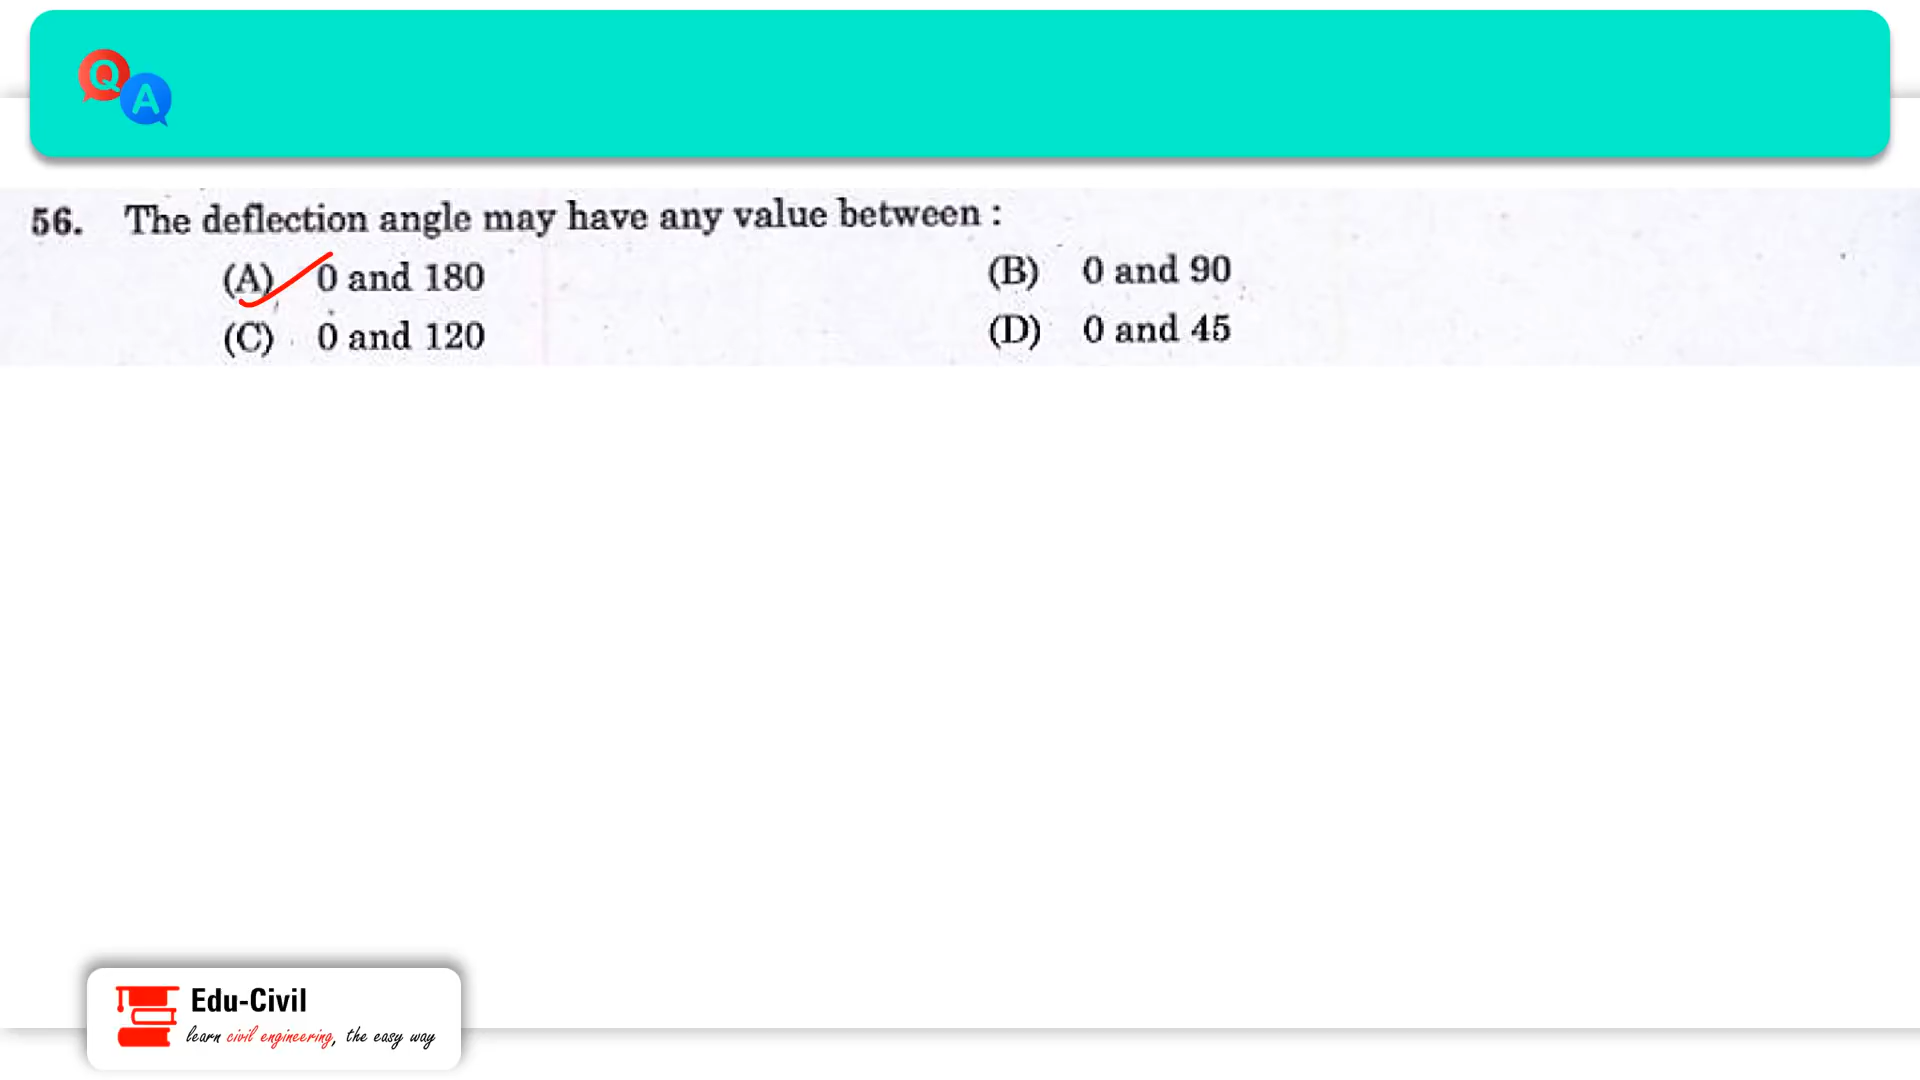 Q
A
56. The deflection angle may have any value between :
(A) 0 and 180 (B) 0 and 90
(C) 0 and 120 (D) 0 and 45
Edu-Civil
learn civil engineering, the easy way